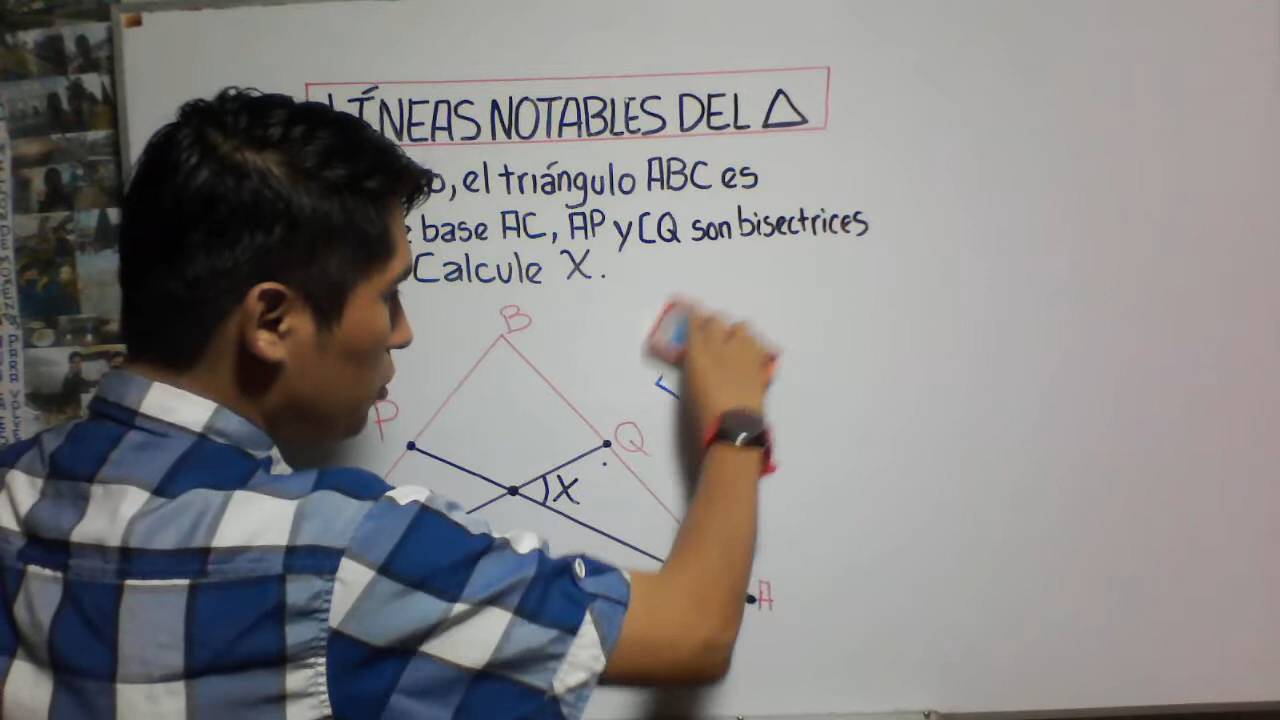 LÍNEAS NOTABLES DEL △
o, el triángulo ABC es
base AC, AP y CQ son bisectrices
Calcule X.
B
P
Q
X
A